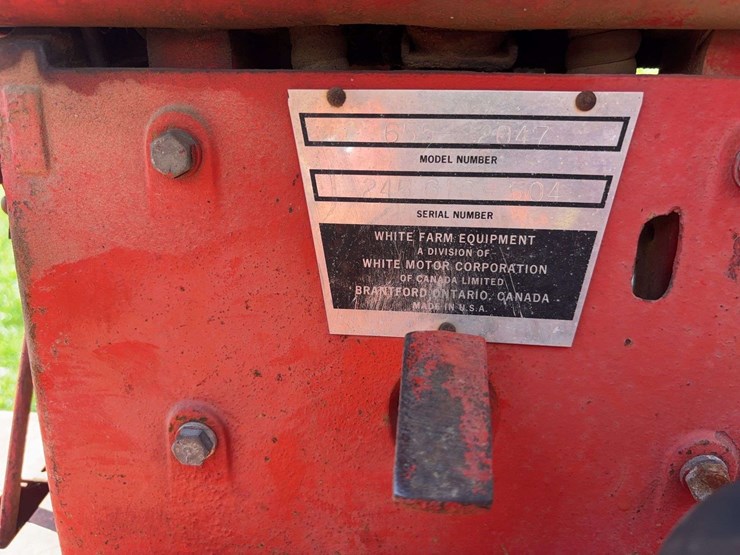 2047
MODEL NUMBER
SERIAL NUMBER
WHITE FARM EQUIPMENT
A DIVISION OF
WHITE MOTOR CORPORATION
OF CANADA LIMITED
BRANTFORD ONTARIO, CANADA
MADE IN U.S.A.